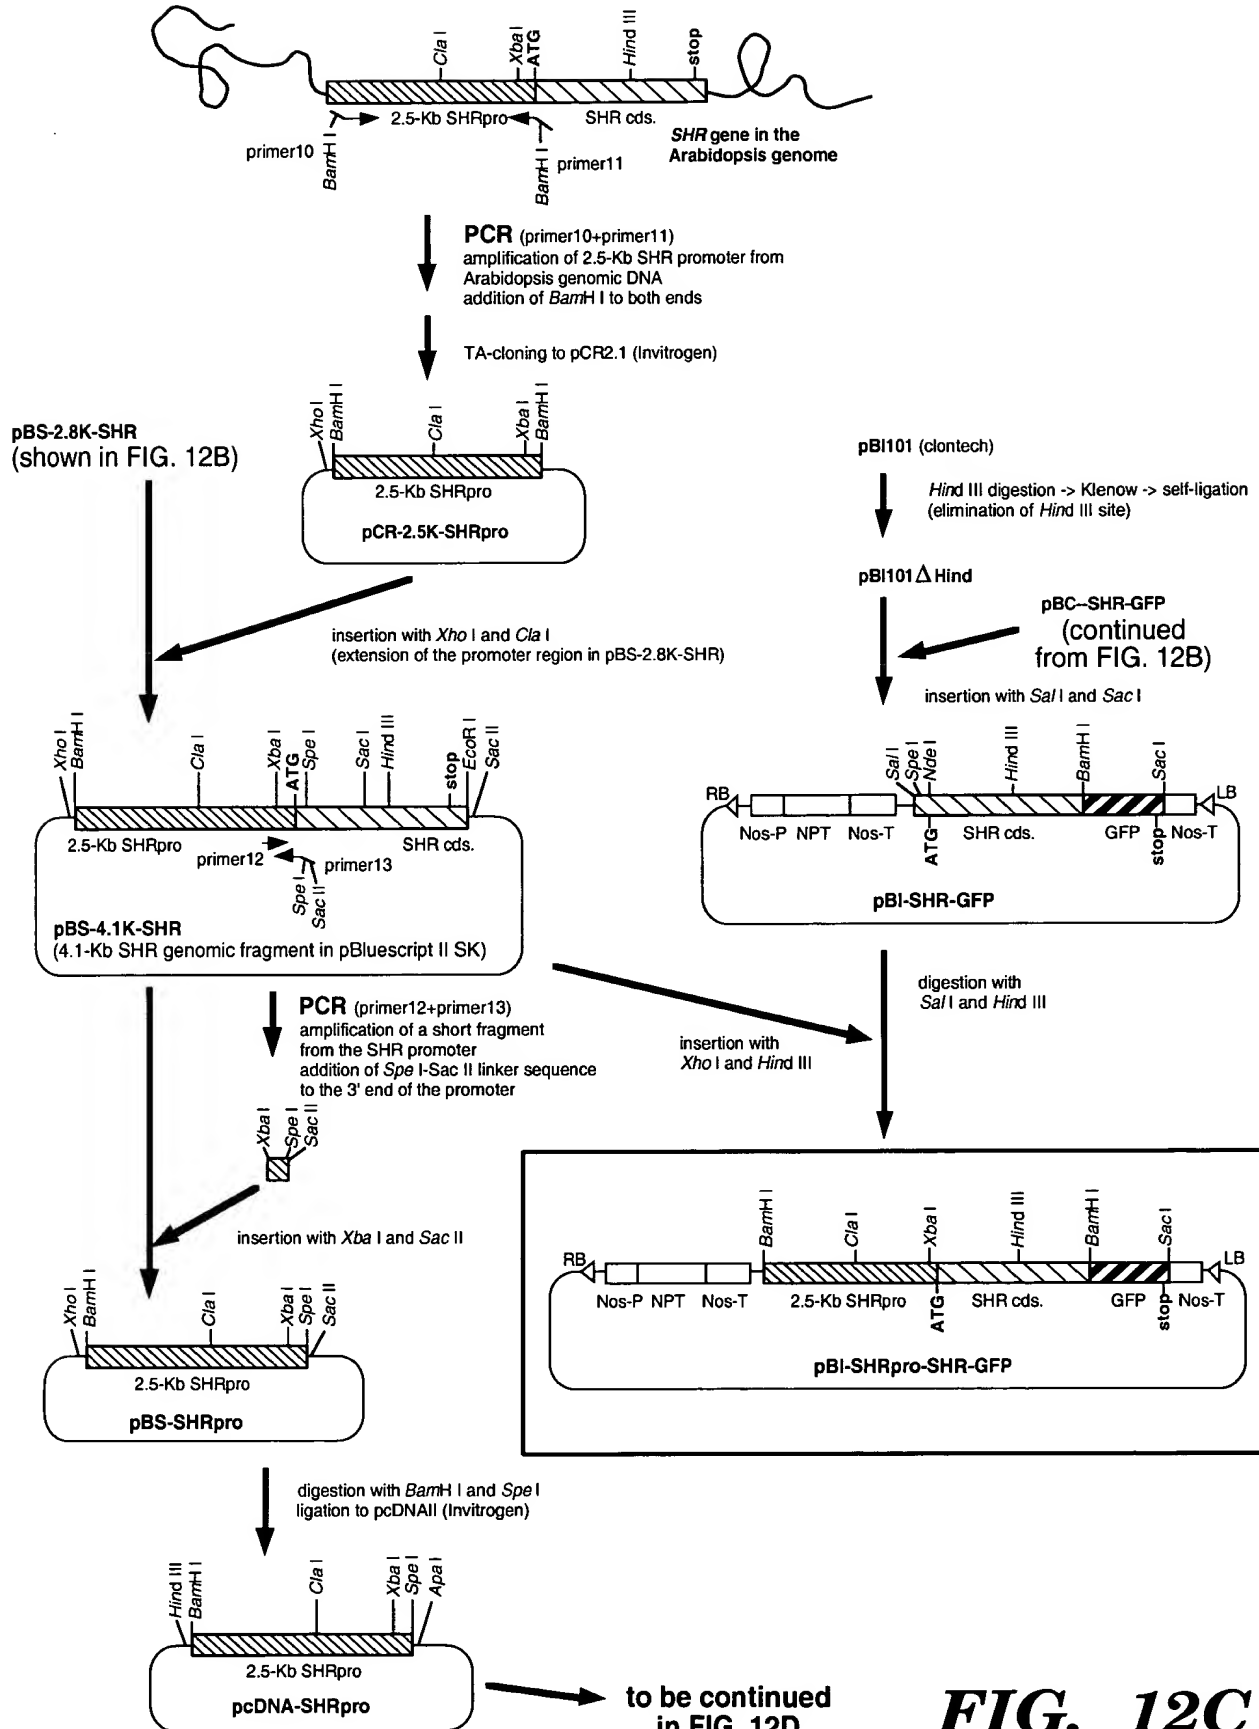 Cla I
Xba I
ATG
Hind III
stop
2.5-Kb SHRpro
SHR cds.
primer10
BamH I
BamH I
primer11
SHR gene in the
Arabidopsis genome
PCR (primer10+primer11)
amplification of 2.5-Kb SHR promoter from
Arabidopsis genomic DNA
addition of BamH I to both ends
TA-cloning to pCR2.1 (Invitrogen)
pBS-2.8K-SHR
(shown in FIG. 12B)
Xho I
BamH I
Cla I
Xba I
BamH I
2.5-Kb SHRpro
pCR-2.5K-SHRpro
pBI101 (clontech)
Hind III digestion -> Klenow -> self-ligation
(elimination of Hind III site)
pBI101 Δ Hind
pBC--SHR-GFP
(continued
from FIG. 12B)
insertion with Xho I and Cla I
(extension of the promoter region in pBS-2.8K-SHR)
insertion with Sal I and Sac I
Xho I
BamH I
Cla I
Xba I
ATG
Spe I
Sac I
Hind III
stop
EcoR I
Sac II
2.5-Kb SHRpro
SHR cds.
primer12
primer13
Spe I
Sac II
pBS-4.1K-SHR
(4.1-Kb SHR genomic fragment in pBluescript II SK)
Sal I
Spe I
Nde I
Hind III
BamH I
Sac I
RB
LB
Nos-P
NPT
Nos-T
ATG
SHR cds.
GFP
stop
Nos-T
pBI-SHR-GFP
digestion with
Sal I and Hind III
PCR (primer12+primer13)
amplification of a short fragment
from the SHR promoter
addition of Spe I-Sac II linker sequence
to the 3' end of the promoter
insertion with
Xho I and Hind III
Xba I
Spe I
Sac II
insertion with Xba I and Sac II
BamH I
Cla I
Xba I
Hind III
BamH I
Sac I
RB
LB
Nos-P
NPT
Nos-T
2.5-Kb SHRpro
ATG
SHR cds.
GFP
stop
Nos-T
pBI-SHRpro-SHR-GFP
Xho I
BamH I
Cla I
Xba I
Spe I
Sac II
2.5-Kb SHRpro
pBS-SHRpro
digestion with BamH I and Spe I
ligation to pcDNAII (Invitrogen)
Hind III
BamH I
Cla I
Xba I
Spe I
Apa I
2.5-Kb SHRpro
pcDNA-SHRpro
to be continued
in FIG. 12D
FIG. 12C